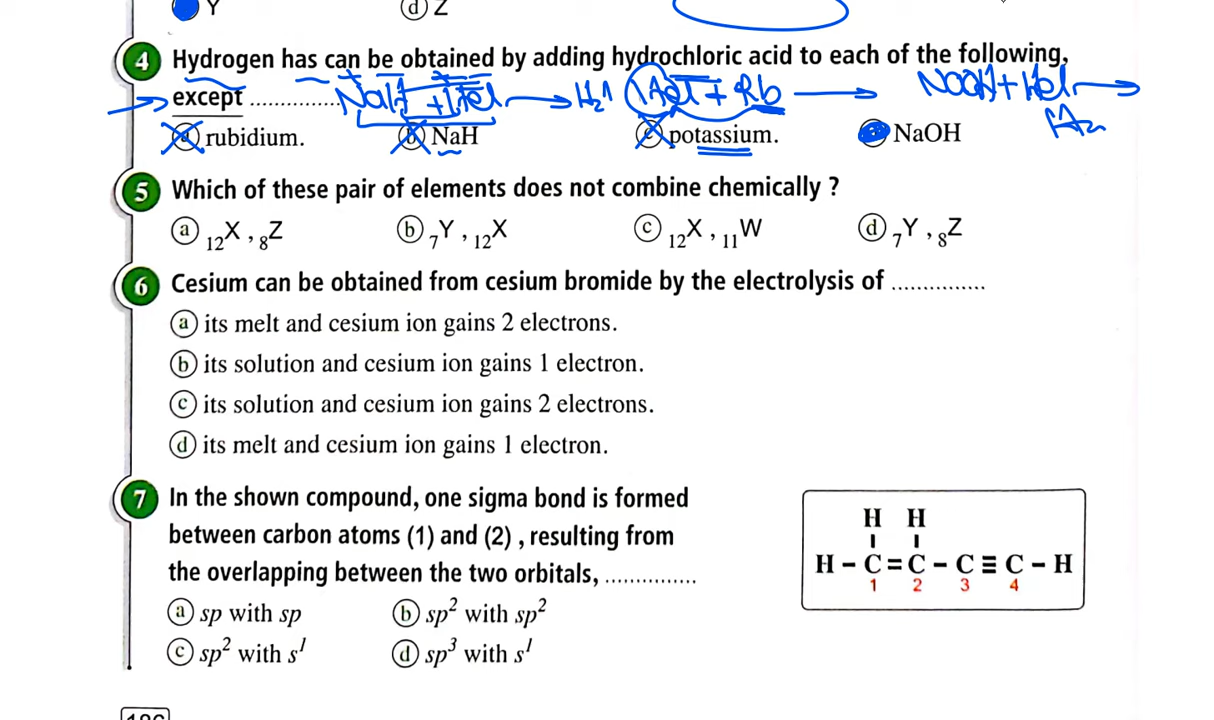 Y ⓓ Z
4 Hydrogen has can be obtained by adding hydrochloric acid to each of the following,
except ............... NaH + HCl → H₂↑ HCl + Rb → NaOH + HCl →
H₂
ⓐ rubidium. ⓑ NaH ⓒ potassium. NaOH
5 Which of these pair of elements does not combine chemically ?
ⓐ ₁₂X , ₈Z ⓑ ₇Y , ₁₂X ⓒ ₁₂X , ₁₁W ⓓ ₇Y , ₈Z
6 Cesium can be obtained from cesium bromide by the electrolysis of ...............
ⓐ its melt and cesium ion gains 2 electrons.
ⓑ its solution and cesium ion gains 1 electron.
ⓒ its solution and cesium ion gains 2 electrons.
ⓓ its melt and cesium ion gains 1 electron.
7 In the shown compound, one sigma bond is formed
between carbon atoms (1) and (2) , resulting from
the overlapping between the two orbitals, ...............
ⓐ sp with sp ⓑ sp² with sp²
ⓒ sp² with s¹ ⓓ sp³ with s¹
H H
H – C = C – C ≡ C – H
1 2 3 4